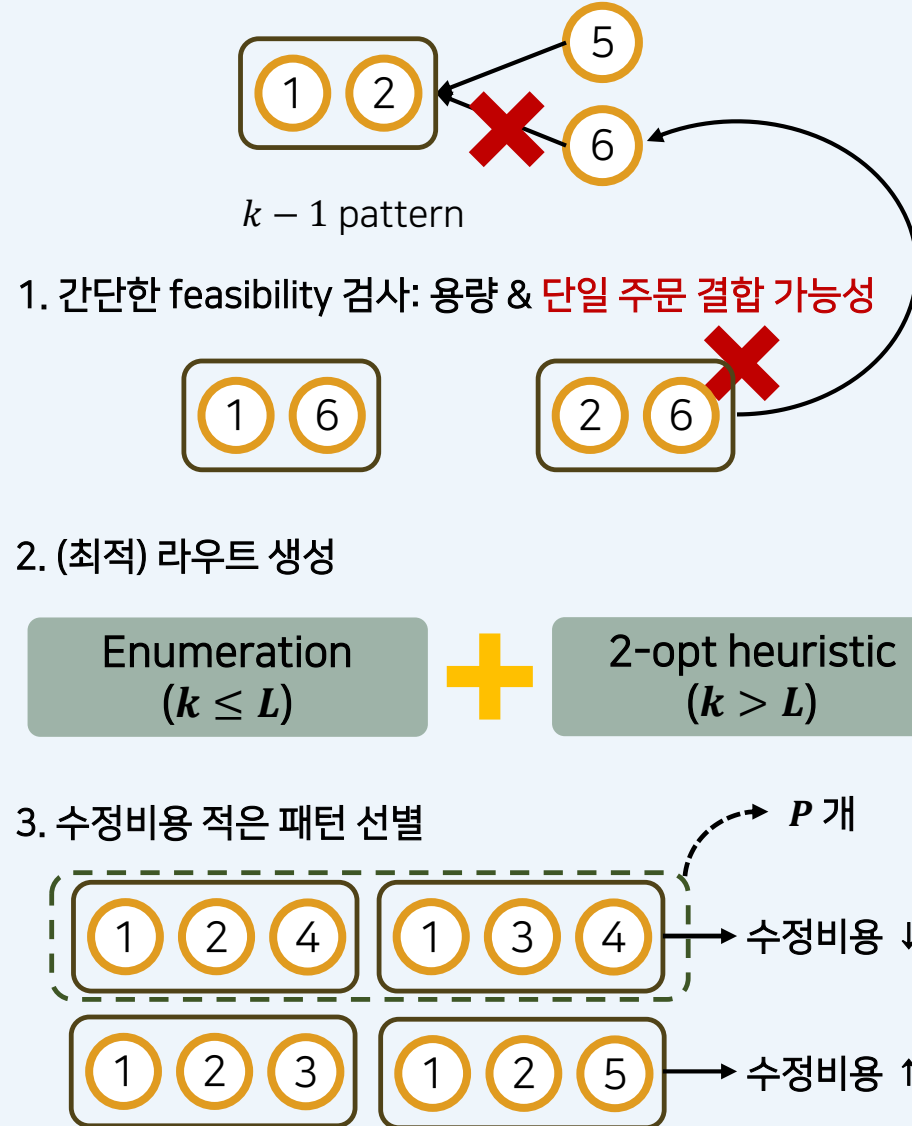 5
1 2
6
k − 1 pattern
1. 간단한 feasibility 검사: 용량 & 단일 주문 결합 가능성
1 6 2 6
2. (최적) 라우트 생성
Enumeration
(k ≤ L)
2-opt heuristic
(k > L)
3. 수정비용 적은 패턴 선별
P 개
1 2 4 1 3 4 수정비용 ↓
1 2 3 1 2 5 수정비용 ↑